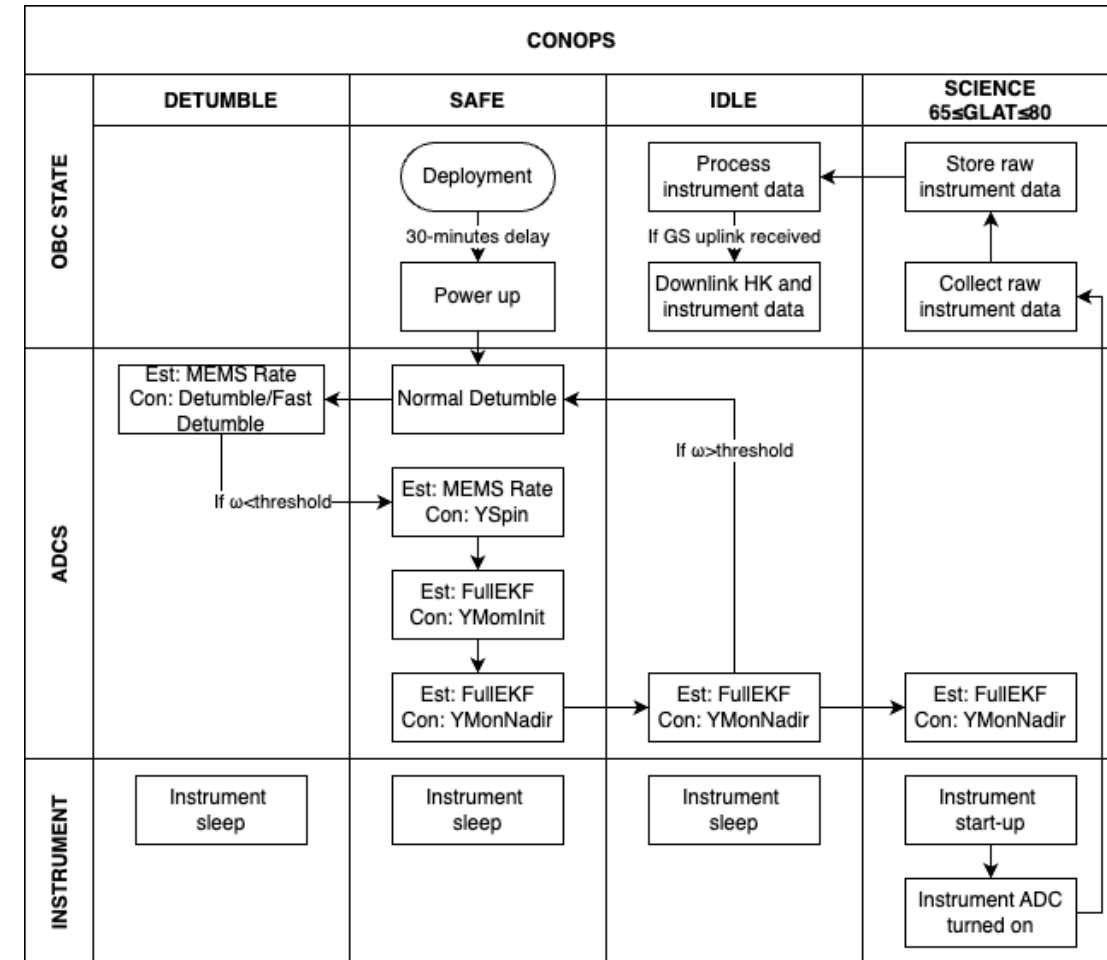 CONOPS
DETUMBLE
SAFE
IDLE
SCIENCE
65≤GLAT≤80
OBC STATE
Deployment
30-minutes delay
Power up
Process
instrument data
If GS uplink received
Downlink HK and
instrument data
Store raw
instrument data
Collect raw
instrument data
ADCS
Est: MEMS Rate
Con: Detumble/Fast
Detumble
If ω<threshold
Normal Detumble
Est: MEMS Rate
Con: YSpin
Est: FullEKF
Con: YMomInit
Est: FullEKF
Con: YMonNadir
If ω>threshold
Est: FullEKF
Con: YMonNadir
Est: FullEKF
Con: YMonNadir
INSTRUMENT
Instrument
sleep
Instrument
sleep
Instrument
sleep
Instrument
start-up
Instrument ADC
turned on